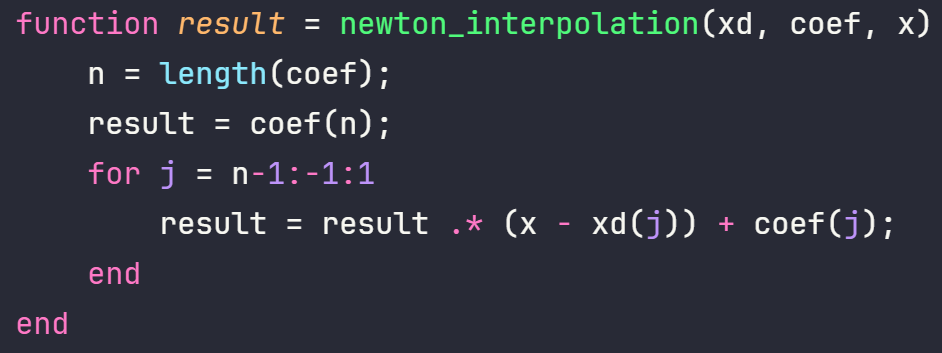 function result = newton_interpolation(xd, coef, x)
    n = length(coef);
    result = coef(n);
    for j = n-1:-1:1
        result = result .* (x - xd(j)) + coef(j);
    end
end